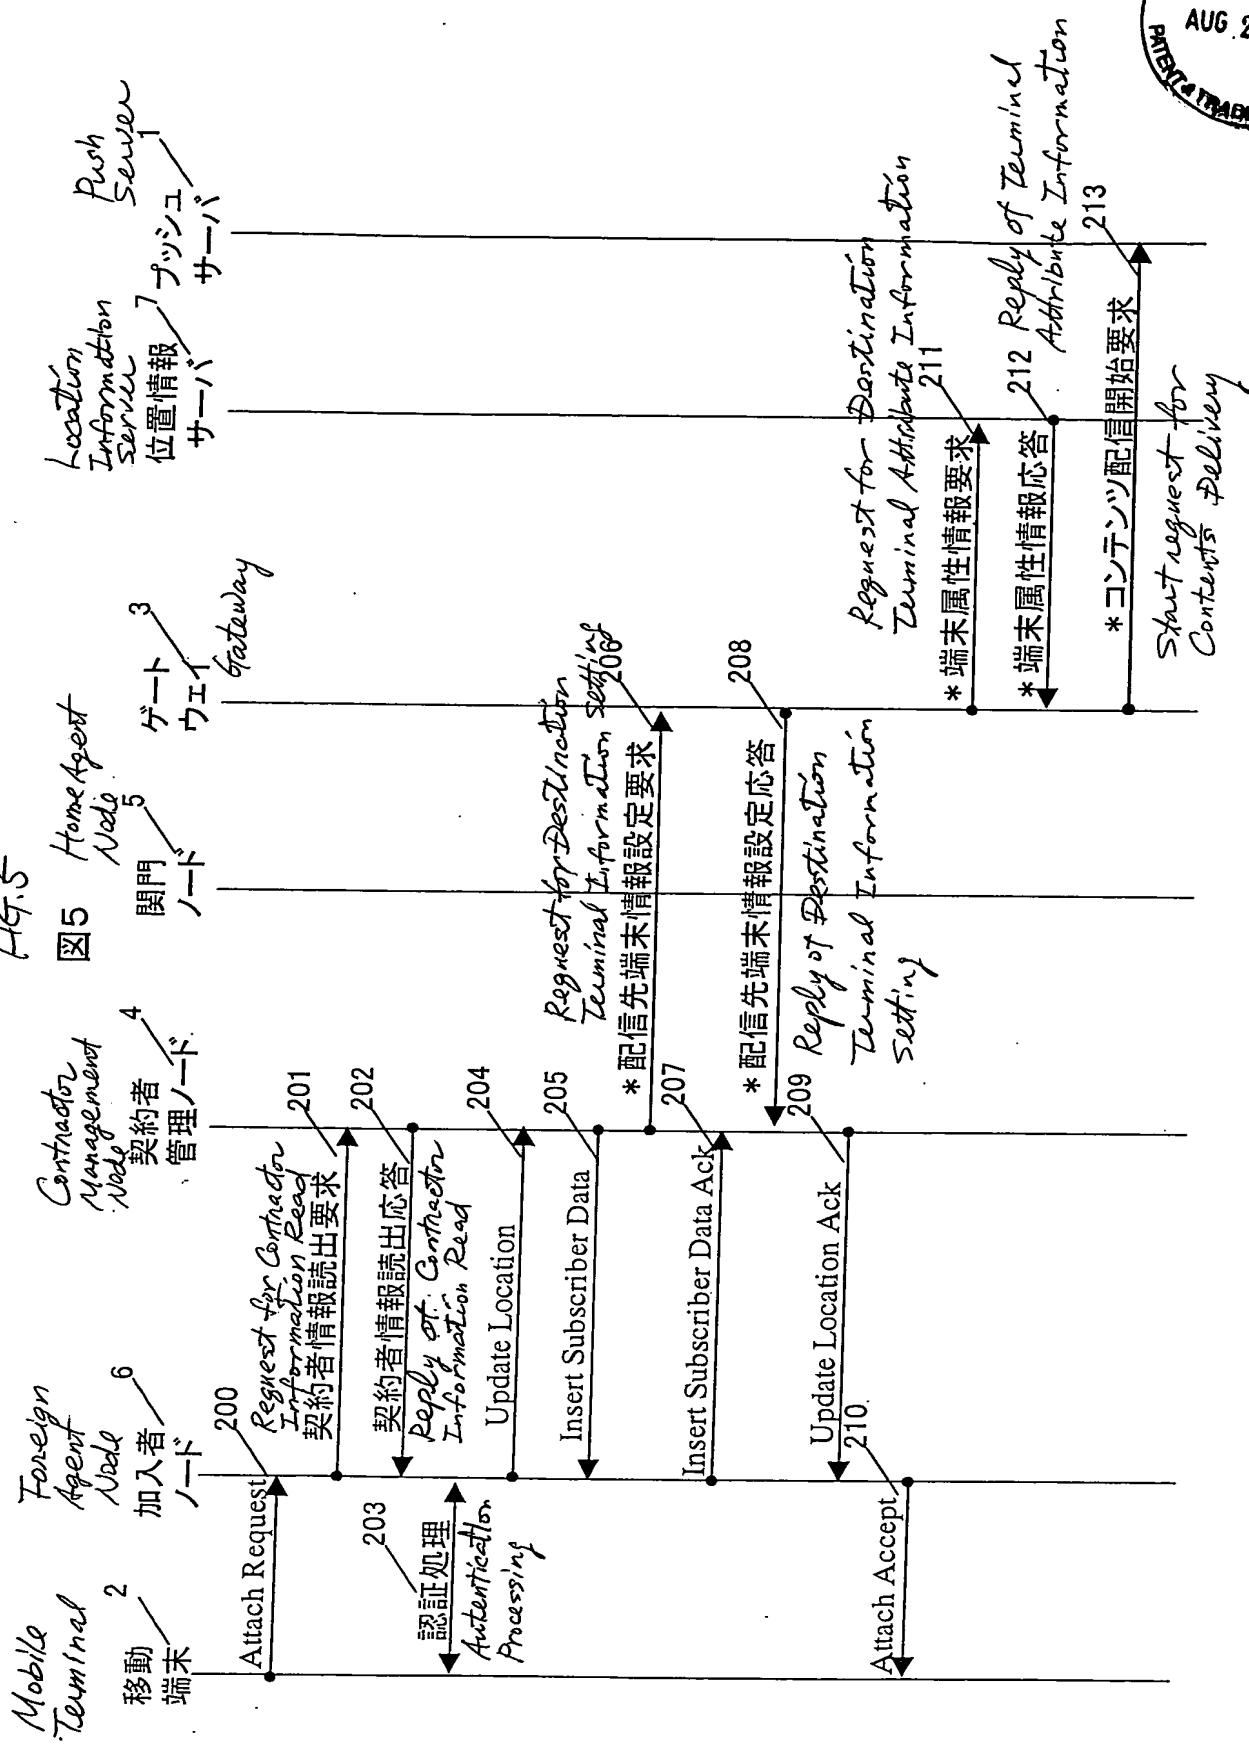 FIG.5
図5
Mobile
Terminal
2
移動
端末
Foreign
Agent
Node
6
加入者
ノード
Contractor
Management
Node
4
契約者
管理ノード
Home Agent
Node
5
関門
ノード
3
ゲート
ウェイ
Gateway
Location
Information
Server
7
位置情報
サーバ
Push
Server
1
プッシュ
サーバ
200
Attach Request
201
Request for Contractor
Information Read
契約者情報読出要求
202
契約者情報読出応答
Reply of Contractor
Information Read
203
認証処理
Autentication
Processing
204
Update Location
205
Insert Subscriber Data
Request for Destination
Terminal Information Setting
206
*配信先端末情報設定要求
207
Insert Subscriber Data Ack
208
*配信先端末情報設定応答
Reply of Destination
Terminal Information
Setting
209
Update Location Ack
210
Attach Accept
Request for Destination
Terminal Attribute Information
211
*端末属性情報要求
212
Reply of Terminal
Attribute Information
*端末属性情報応答
213
*コンテンツ配信開始要求
Start request for
Contents Delivery
AUG 2